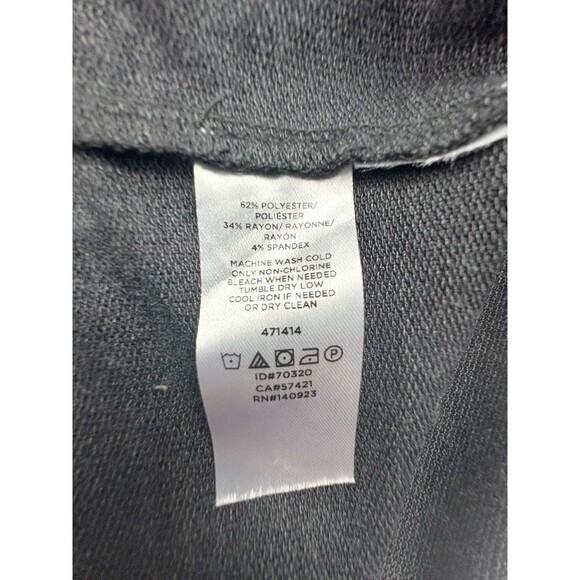 62% POLYESTER/
POLIÉSTER
34% RAYON/ RAYONNE/
RAYÓN
4% SPANDEX
MACHINE WASH COLD
ONLY NON-CHLORINE
BLEACH WHEN NEEDED
TUMBLE DRY LOW
COOL IRON IF NEEDED
OR DRY CLEAN
471414
P
ID#70320
CA#57421
RN#140923